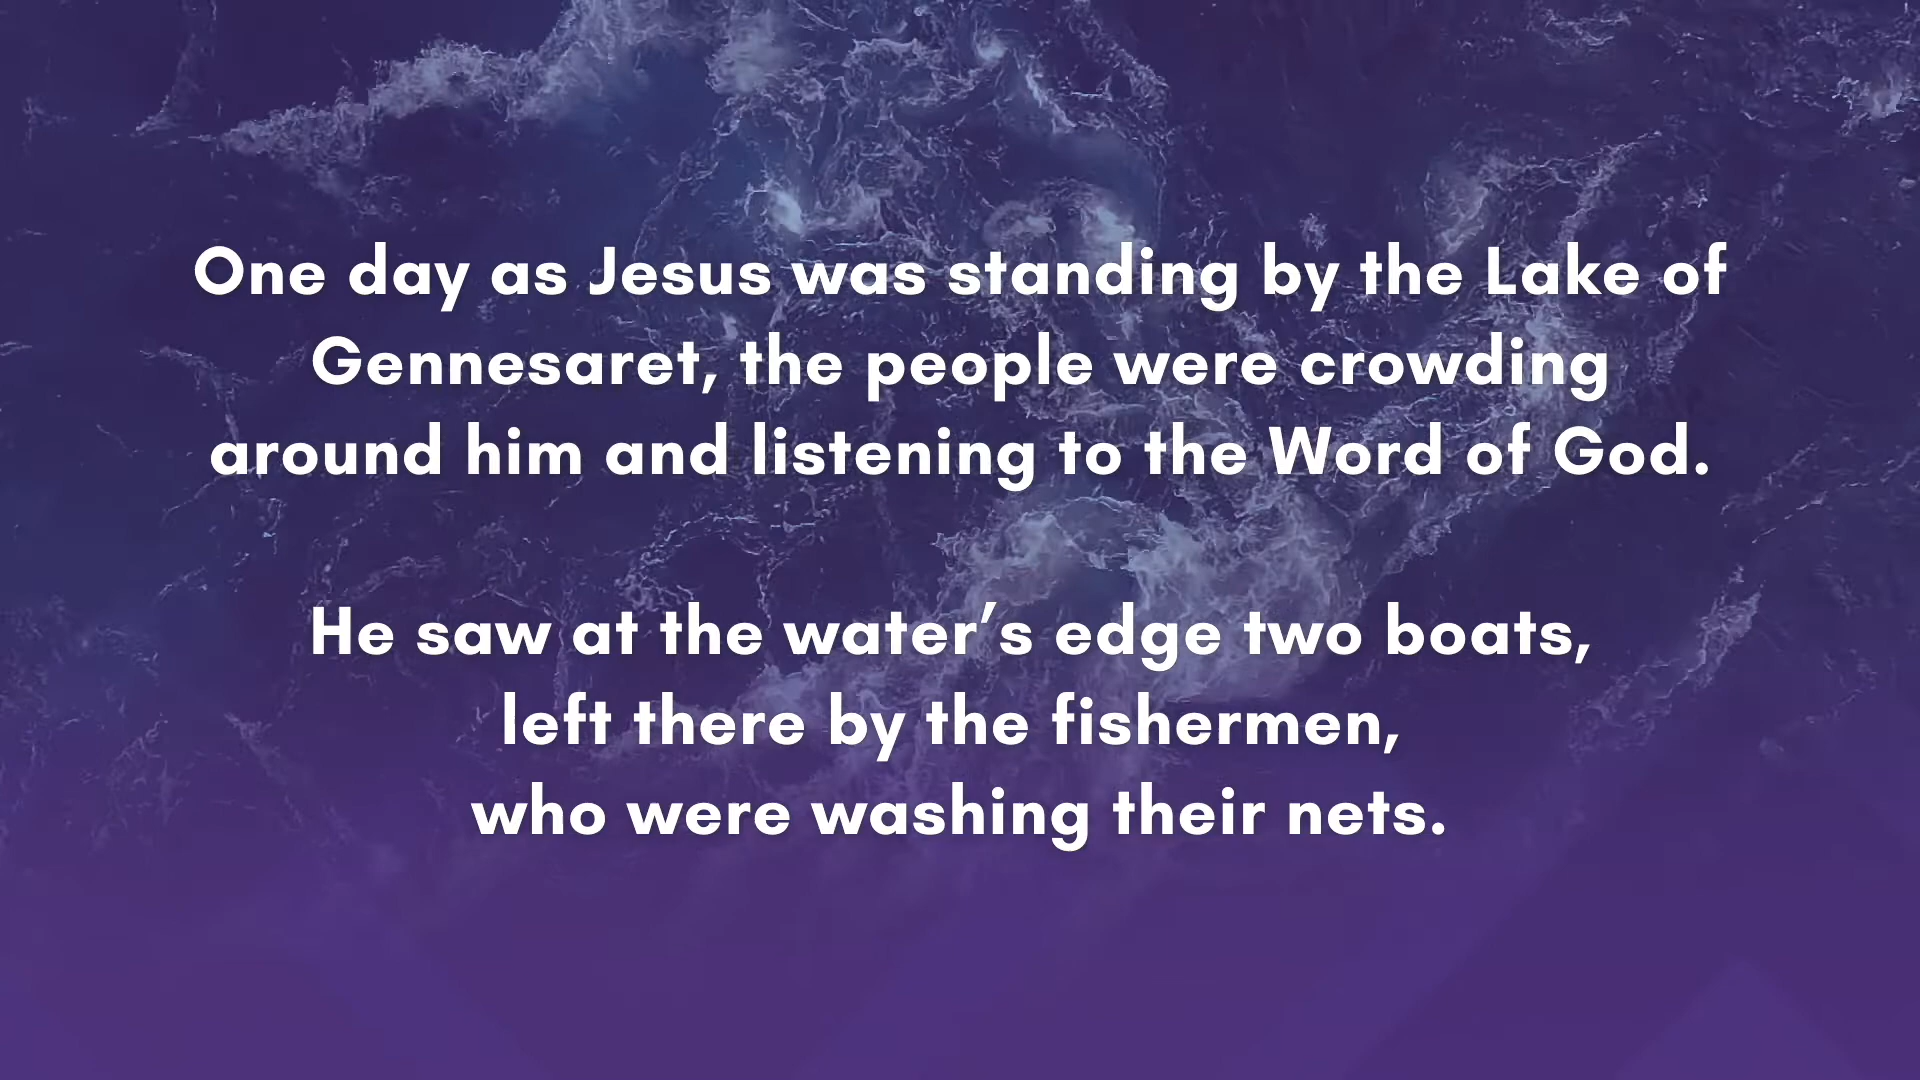 One day as Jesus was standing by the Lake of
Gennesaret, the people were crowding
around him and listening to the Word of God.
He saw at the water’s edge two boats,
left there by the fishermen,
who were washing their nets.